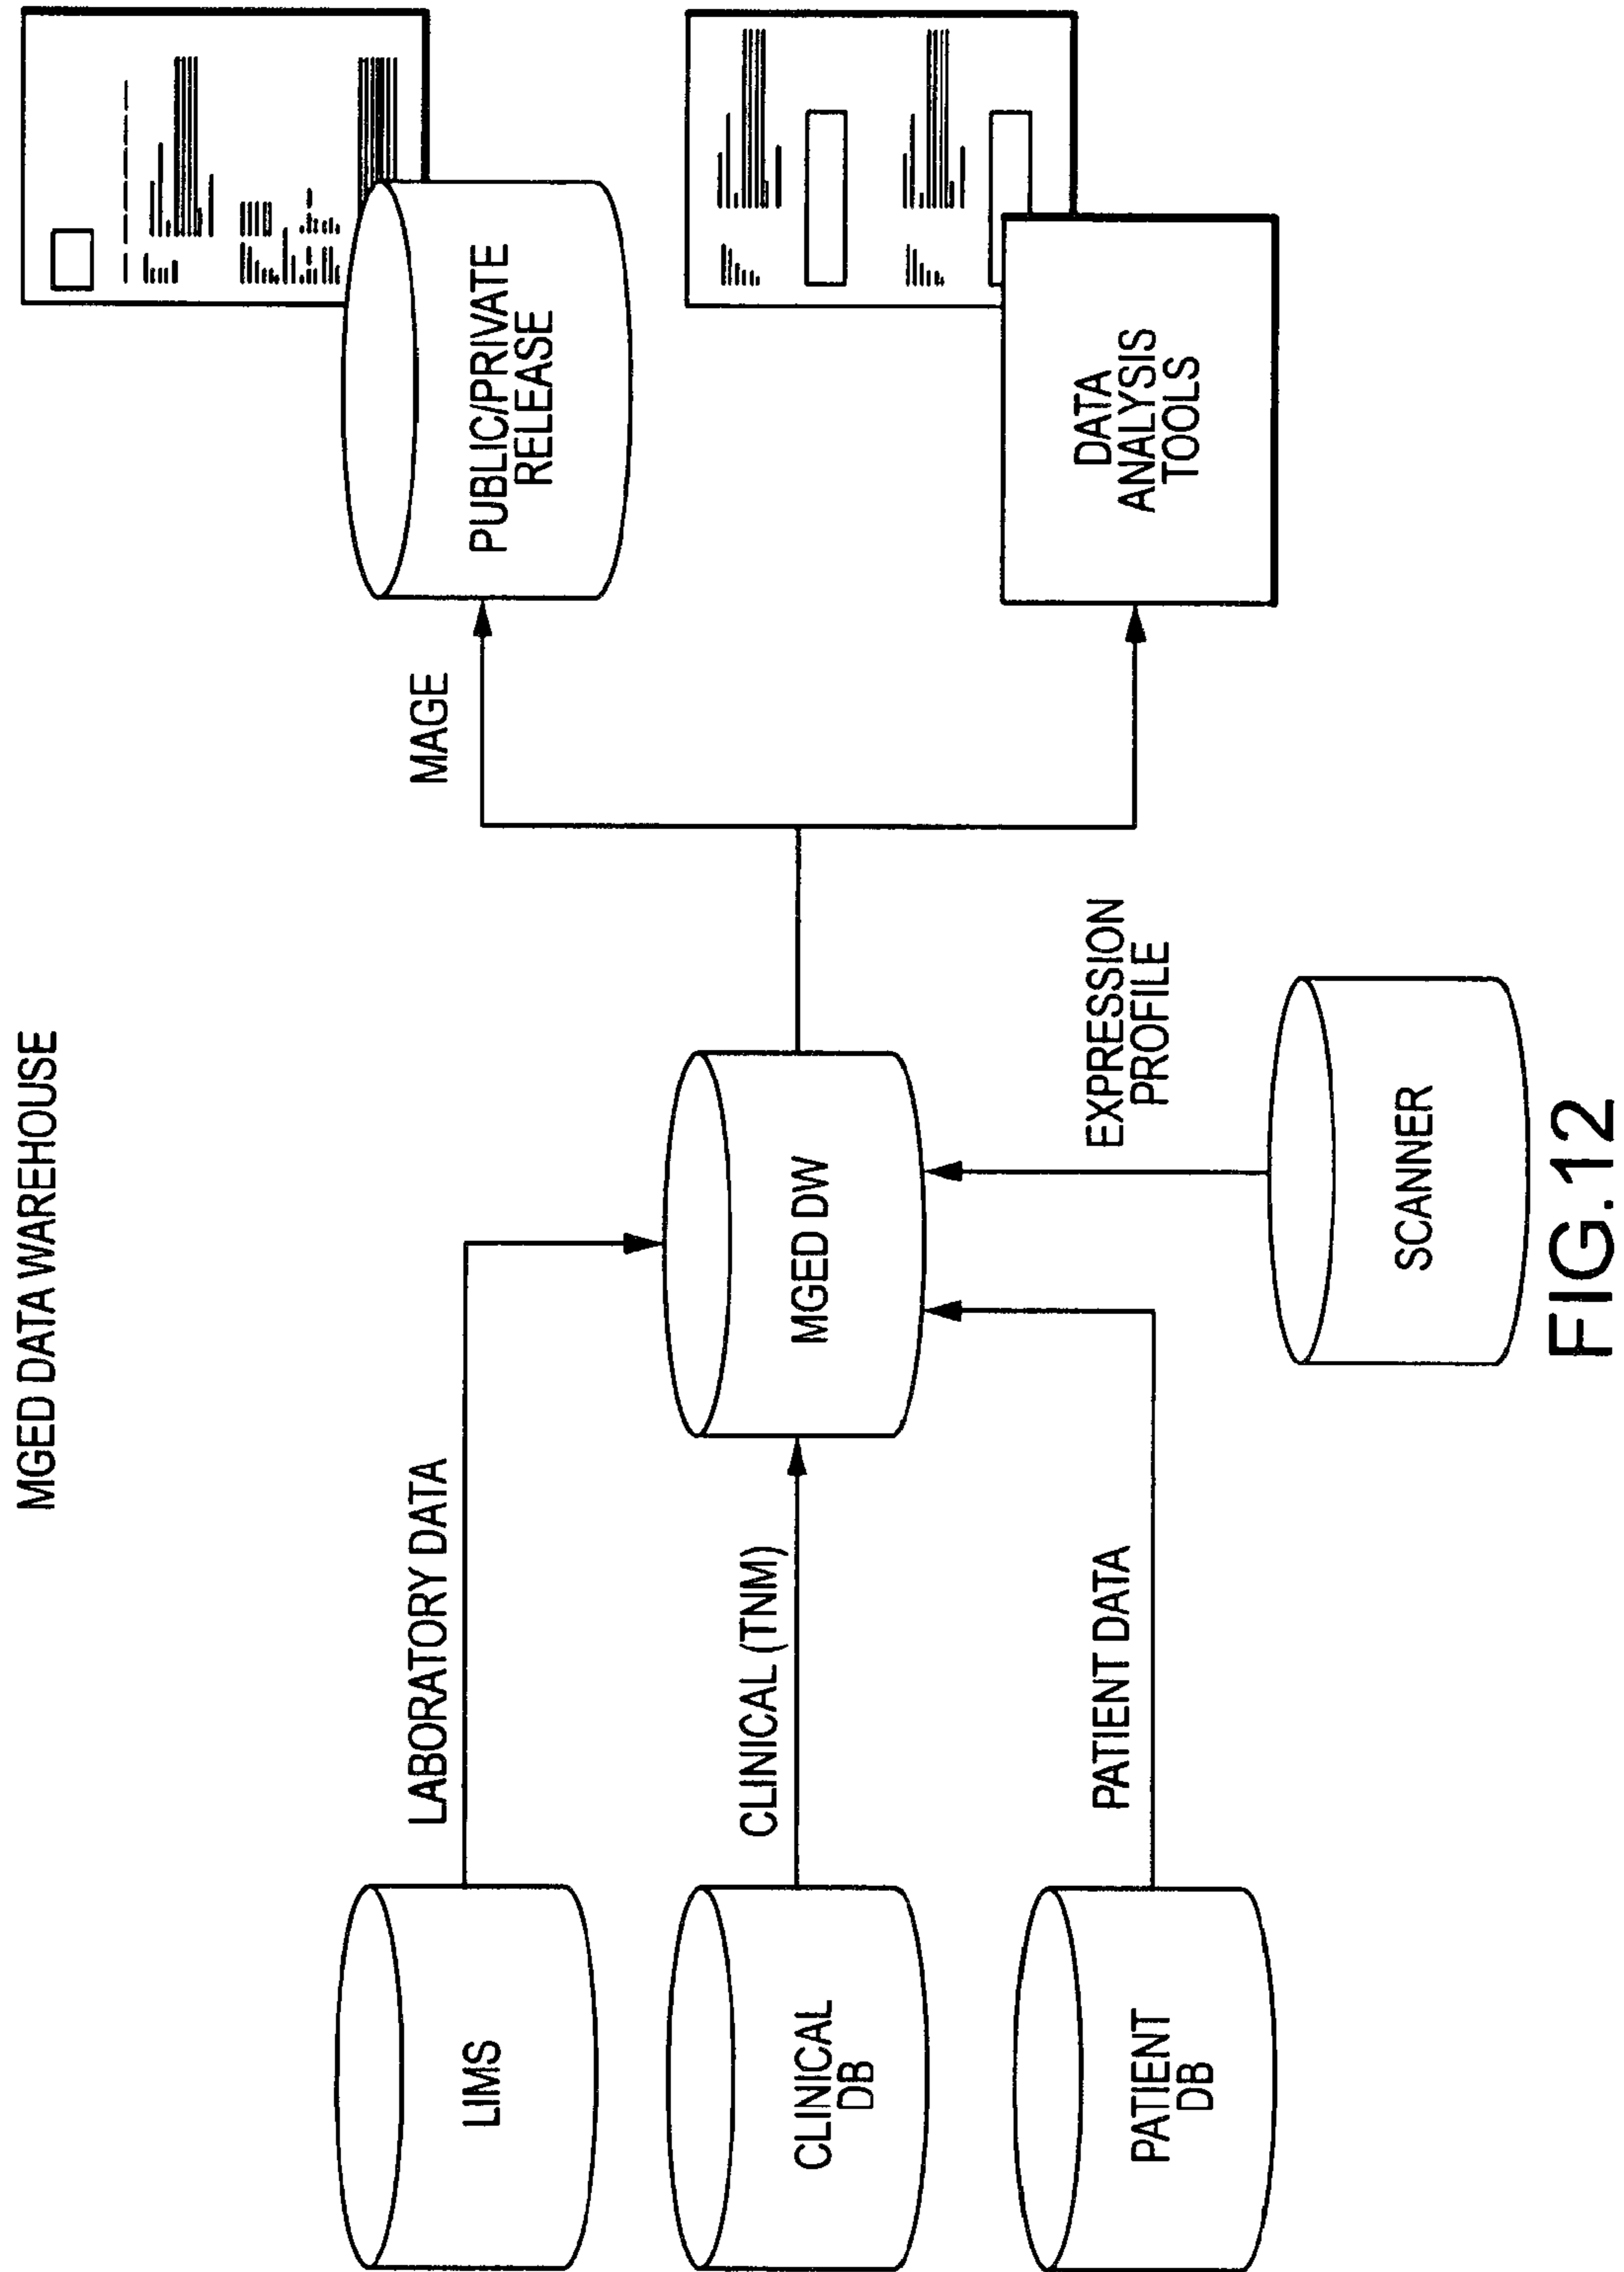 MGED DATA WAREHOUSE
LIMS
LABORATORY DATA
MAGE
PUBLIC/PRIVATE
RELEASE
CLINICAL
DB
CLINICAL (TNM)
MGED DW
PATIENT
DB
PATIENT DATA
EXPRESSION
PROFILE
DATA
ANALYSIS
TOOLS
SCANNER
FIG.12